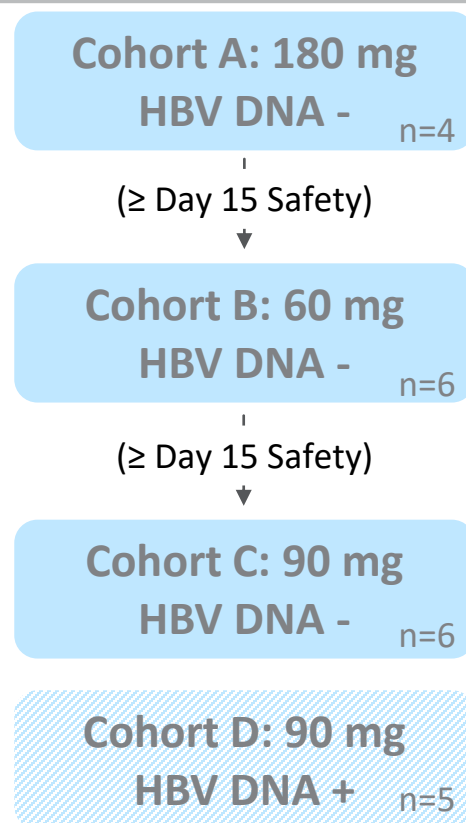 Cohort A: 180 mg
HBV DNA -
n=4
(≥ Day 15 Safety)
Cohort B: 60 mg
HBV DNA -
n=6
(≥ Day 15 Safety)
Cohort C: 90 mg
HBV DNA -
n=6
Cohort D: 90 mg
HBV DNA +
n=5